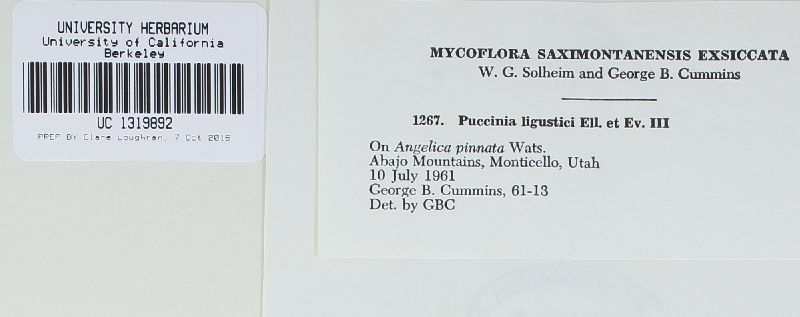 UNIVERSITY HERBARIUM
University of California
Berkeley
UC 1319892
PREP BY Clare Loughran, 7 Oct 2015
MYCOFLORA SAXIMONTANENSIS EXSICCATA
W. G. Solheim and George B. Cummins
1267. Puccinia ligustici Ell. et Ev. III
On Angelica pinnata Wats.
Abajo Mountains, Monticello, Utah
10 July 1961
George B. Cummins, 61-13
Det. by GBC